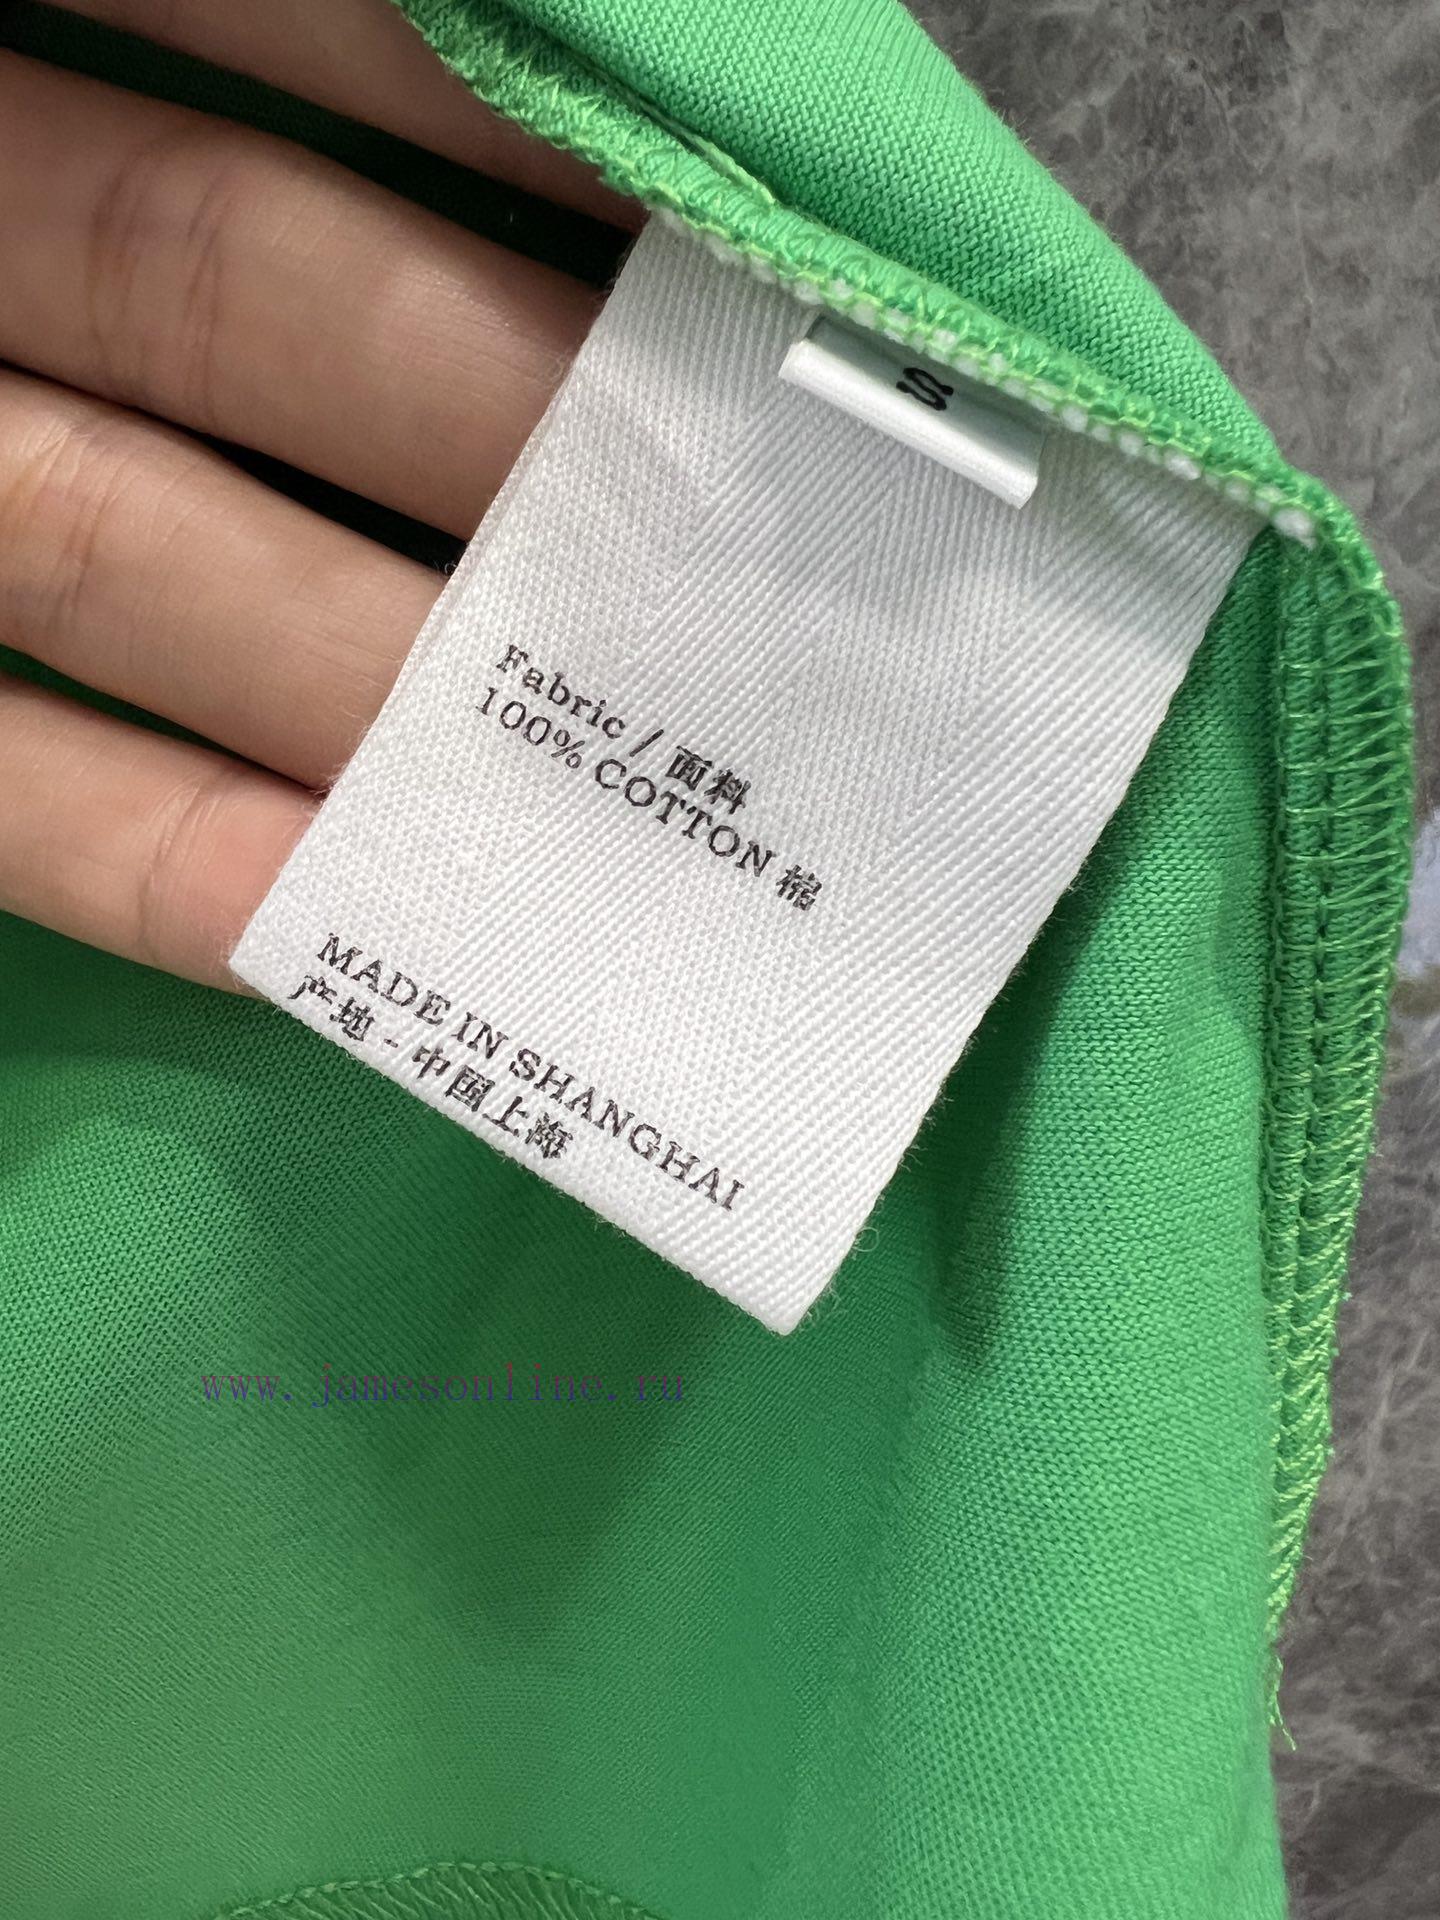 S
Fabric / 面料
100% COTTON 棉
MADE IN SHANGHAI
产地 - 中国上海
www.jamesonline.ru